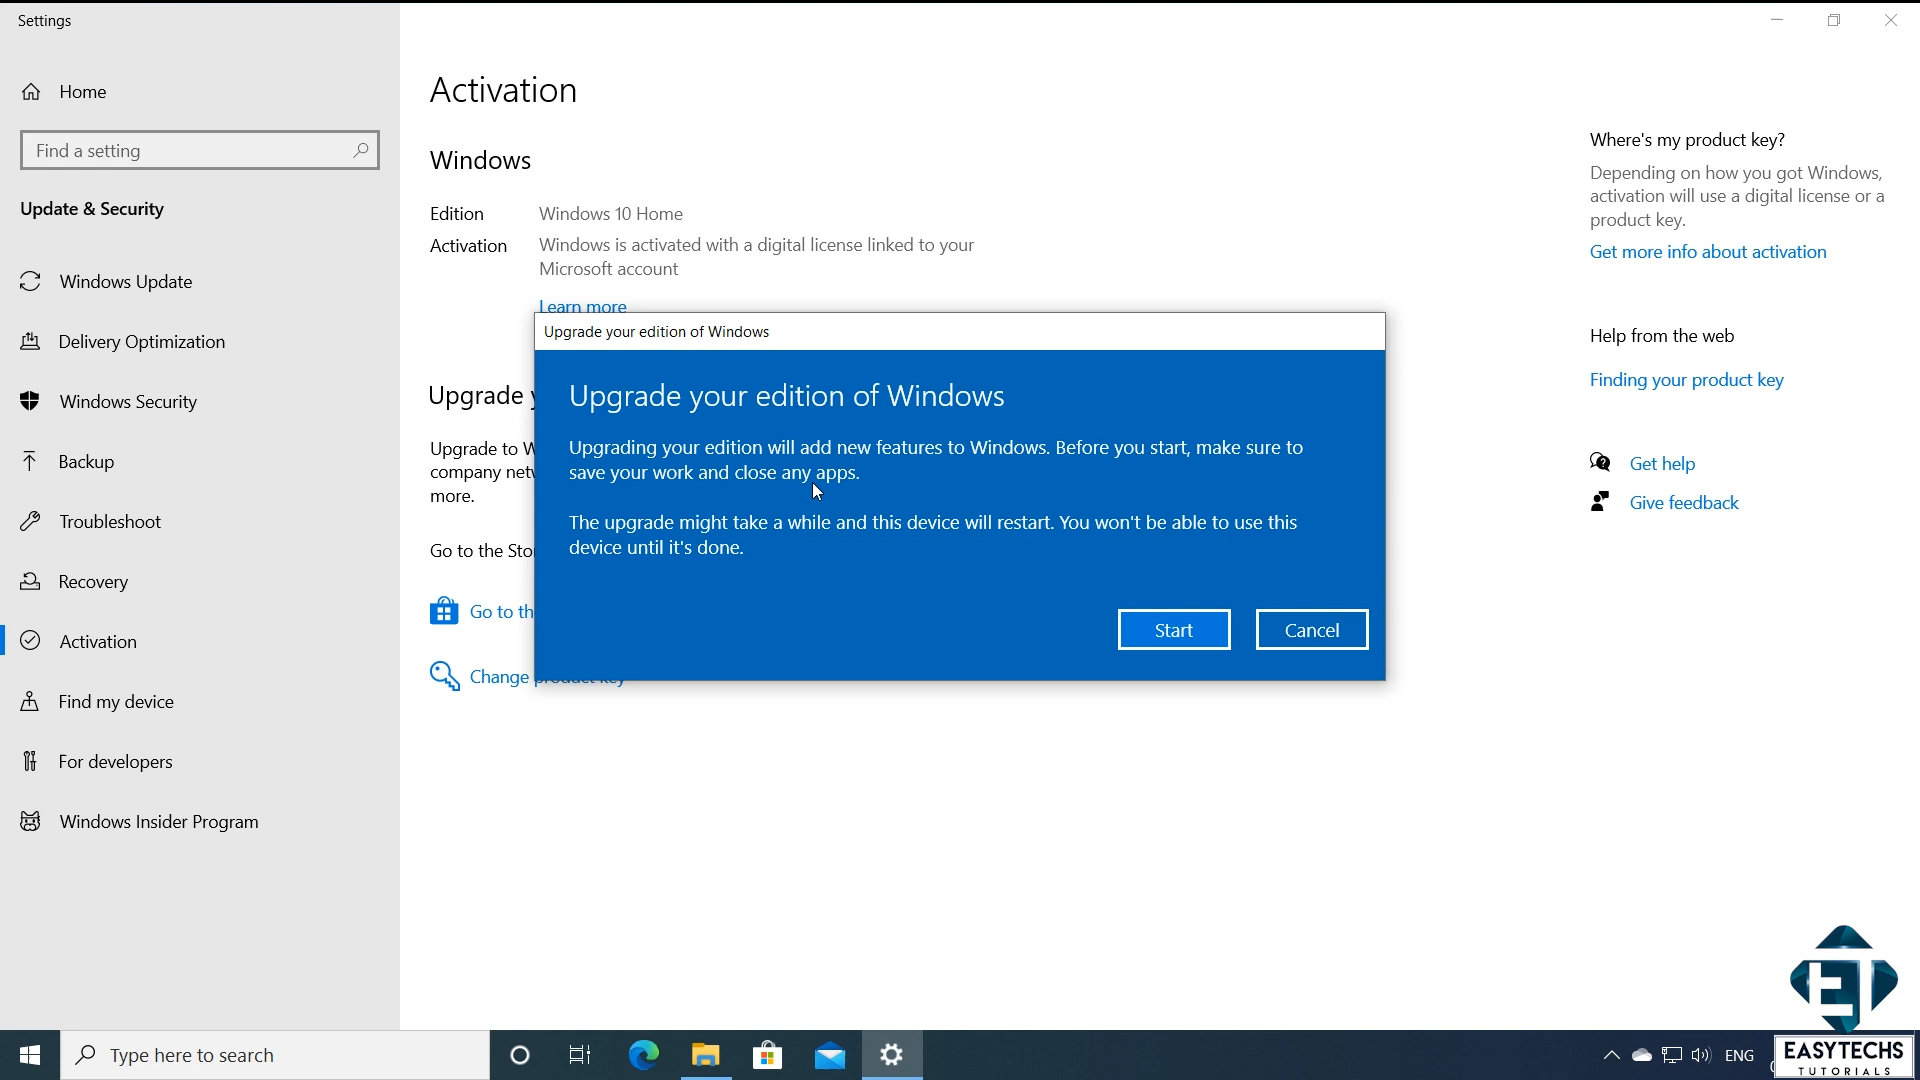 Settings
Home
Find a setting
Update & Security
Windows Update
Delivery Optimization
Windows Security
Backup
Troubleshoot
Recovery
Activation
Find my device
For developers
Windows Insider Program
Activation
Windows
Edition Windows 10 Home
Activation Windows is activated with a digital license linked to your
Microsoft account
Learn more
Upgrade
Upgrade to
company
more.
Go to the
Go to
Change product key
Upgrade your edition of Windows
Upgrade your edition of Windows
Upgrading your edition will add new features to Windows. Before you start, make sure to
save your work and close any apps.
The upgrade might take a while and this device will restart. You won't be able to use this
device until it's done.
Start Cancel
Where's my product key?
Depending on how you got Windows,
activation will use a digital license or a
product key.
Get more info about activation
Help from the web
Finding your product key
Get help
Give feedback
Type here to search
ENG
EASYTECHS
TUTORIALS